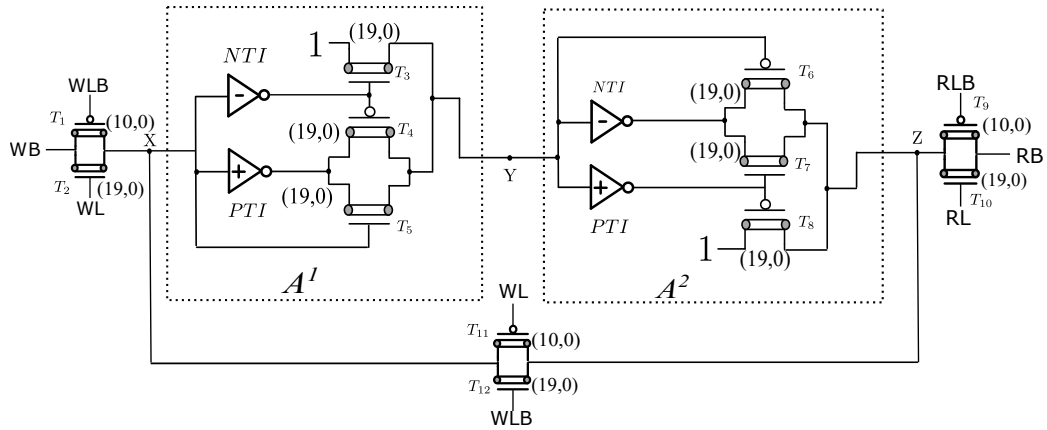 WLB
T1
(10,0)
X
WB
T2
(19,0)
WL
NTI
1
(19,0)
T3
-
(19,0)
T4
+
PTI
(19,0)
T5
A1
Y
NTI
-
T6
(19,0)
(19,0)
T7
+
PTI
T8
1
(19,0)
A2
Z
RLB
T9
(10,0)
RB
(19,0)
T10
RL
WL
T11
(10,0)
T12
(19,0)
WLB